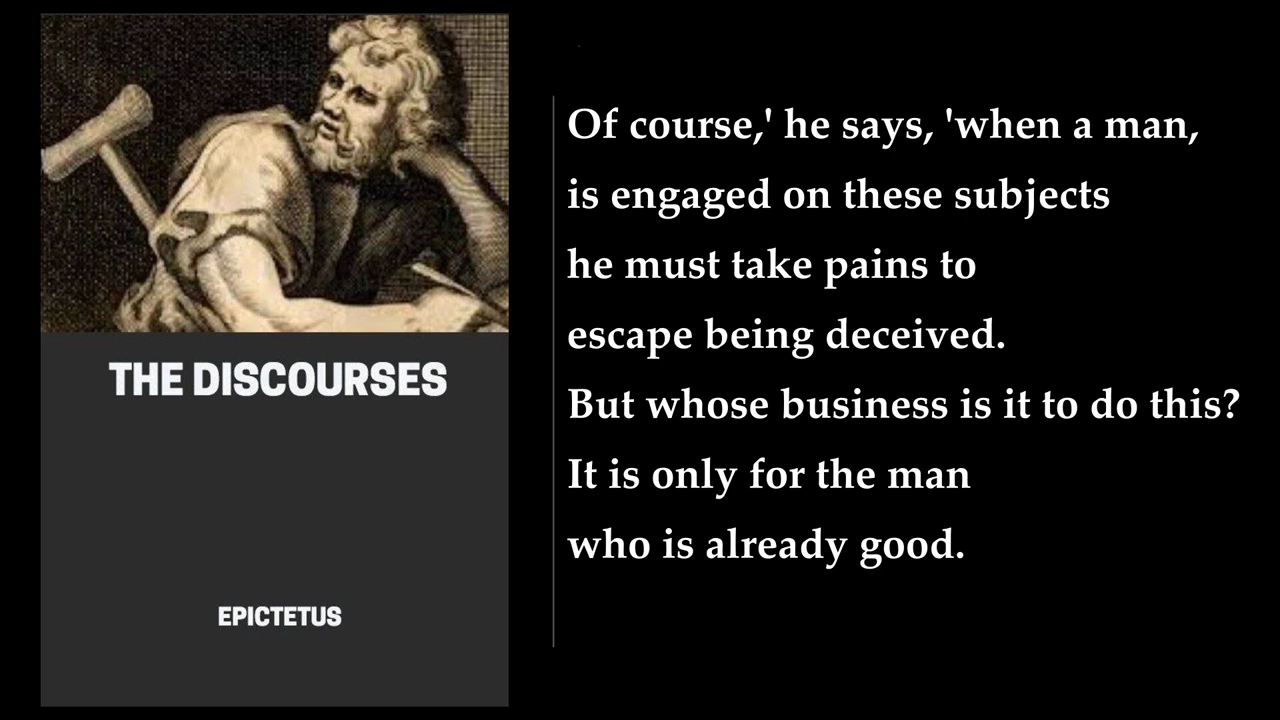 THE DISCOURSES
EPICTETUS
Of course,' he says, 'when a man,
is engaged on these subjects
he must take pains to
escape being deceived.
But whose business is it to do this?
It is only for the man
who is already good.